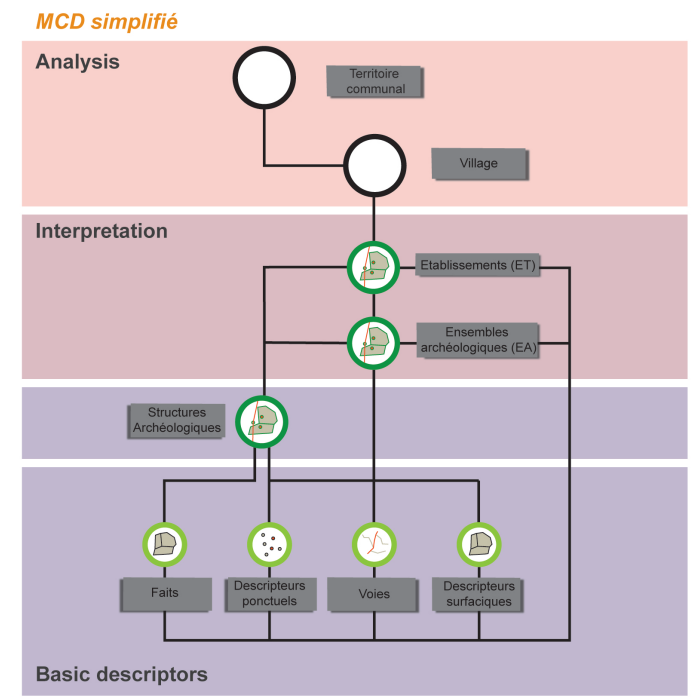 MCD simplifié
Analysis
Territoire
communal
Village
Interpretation
Etablissements (ET)
Ensembles
archéologiques (EA)
Structures
Archéologiques
Faits
Descripteurs
ponctuels
Voies
Descripteurs
surfaciques
Basic descriptors